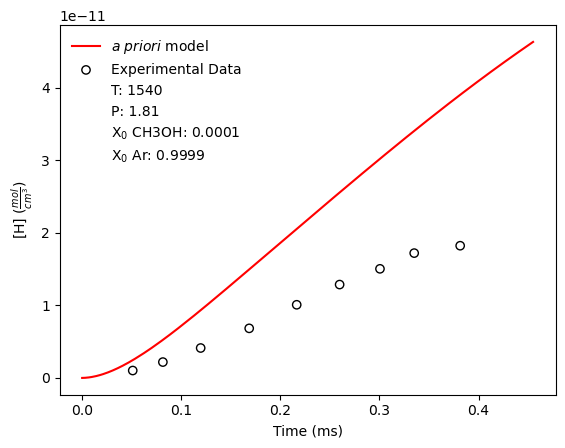 1e−11
a priori model
Experimental Data
T: 1540
P: 1.81
X₀ CH3OH: 0.0001
X₀ Ar: 0.9999
4
3
2
1
0
[H] (mol/cm³)
0.0 0.1 0.2 0.3 0.4
Time (ms)